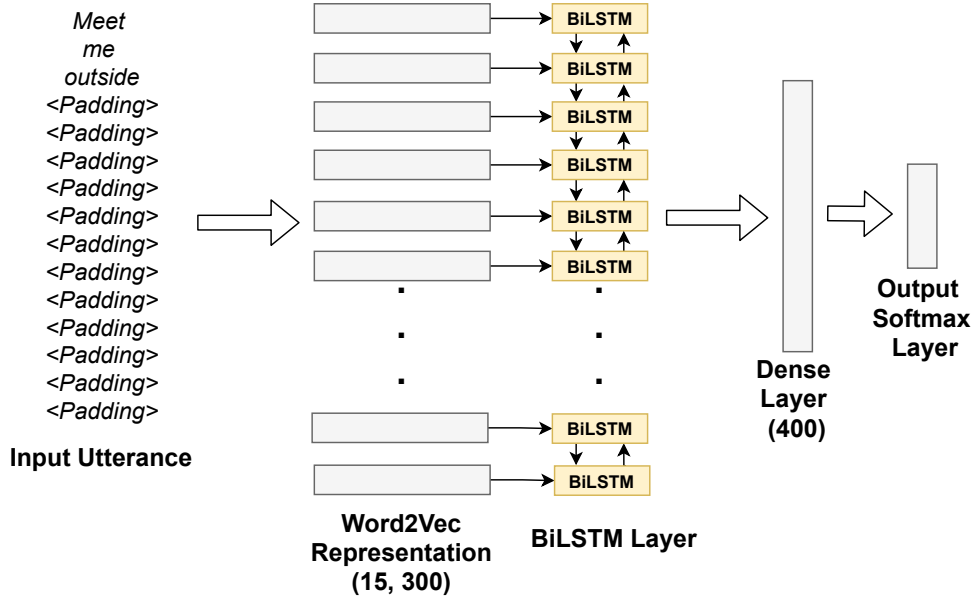 Meet
me
outside
<Padding>
<Padding>
<Padding>
<Padding>
<Padding>
<Padding>
<Padding>
<Padding>
<Padding>
<Padding>
<Padding>
<Padding>
Input Utterance
Word2Vec
Representation
(15, 300)
BiLSTM
BiLSTM
BiLSTM
BiLSTM
BiLSTM
BiLSTM
BiLSTM
BiLSTM
BiLSTM Layer
Dense
Layer
(400)
Output
Softmax
Layer